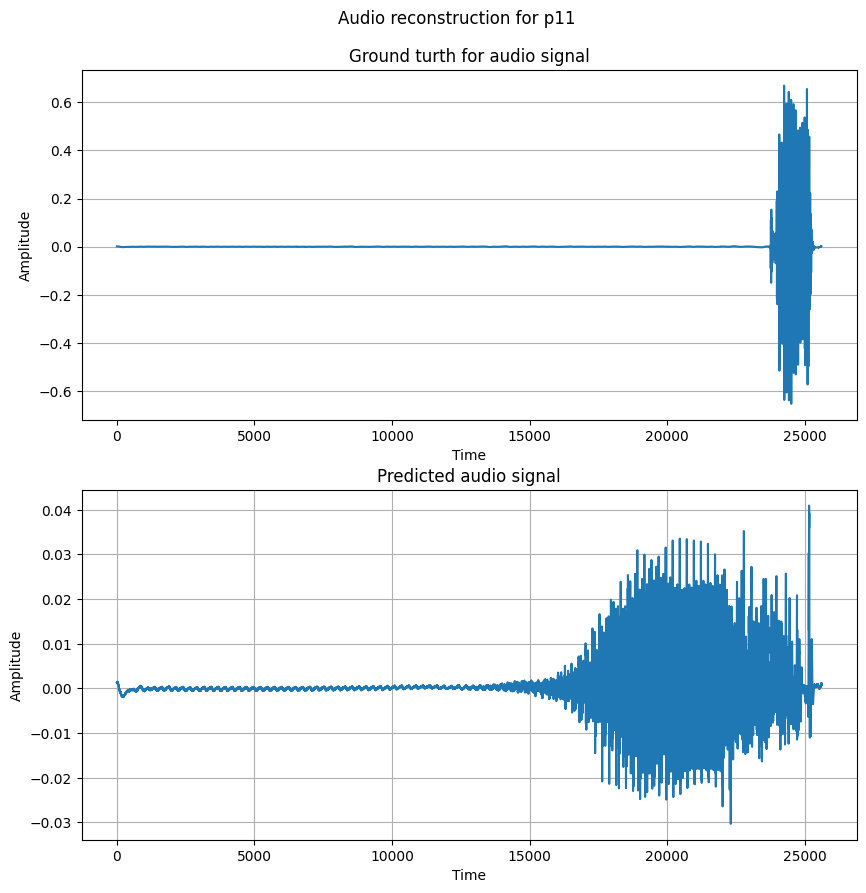 Audio reconstruction for p11
Ground turth for audio signal
0.6
0.4
0.2
0.0
−0.2
−0.4
−0.6
Amplitude
0 5000 10000 15000 20000 25000
Time
Predicted audio signal
0.04
0.03
0.02
0.01
0.00
−0.01
−0.02
−0.03
Amplitude
0 5000 10000 15000 20000 25000
Time